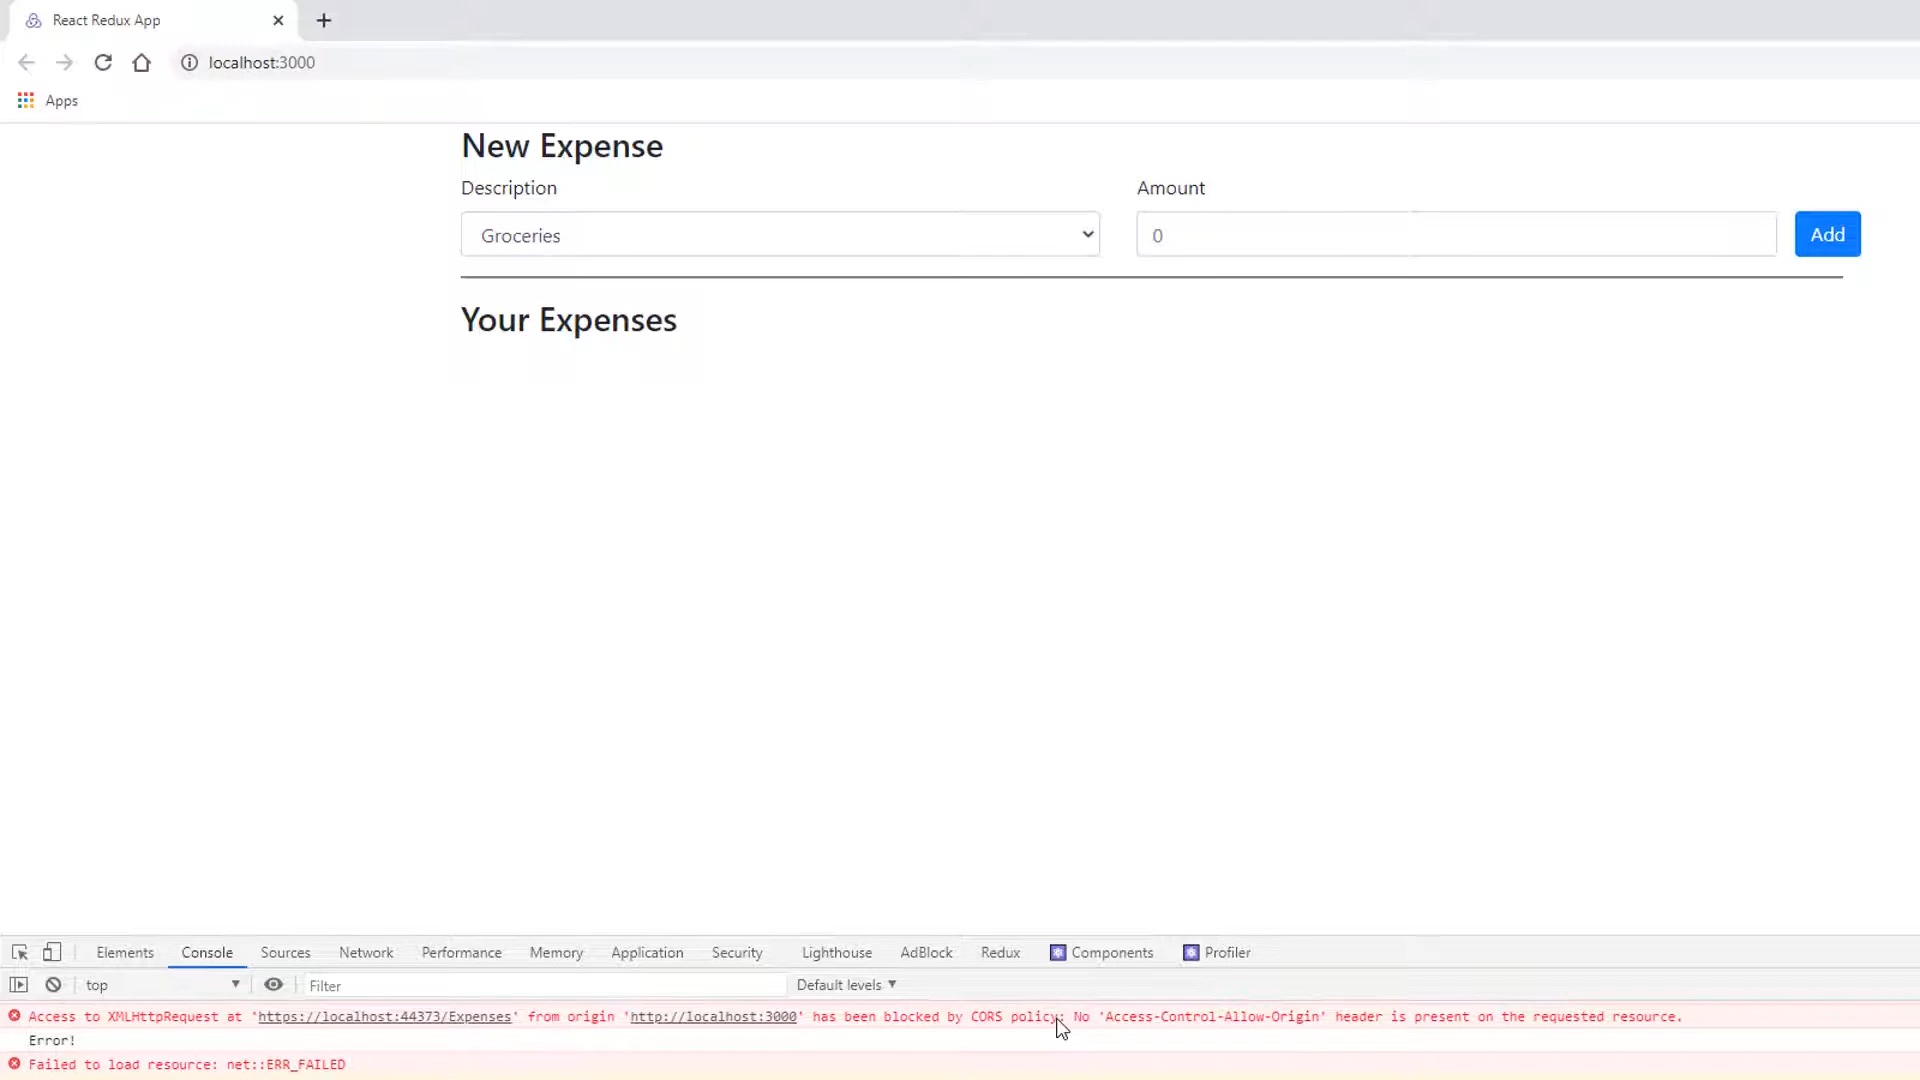 React Redux App
localhost:3000
Apps
New Expense
Description Amount
Groceries 0 Add
Your Expenses
Elements Console Sources Network Performance Memory Application Security Lighthouse AdBlock Redux Components Profiler
top Filter Default levels
Access to XMLHttpRequest at 'https://localhost:44373/Expenses' from origin 'http://localhost:3000' has been blocked by CORS policy: No 'Access-Control-Allow-Origin' header is present on the requested resource.
Error!
Failed to load resource: net::ERR_FAILED